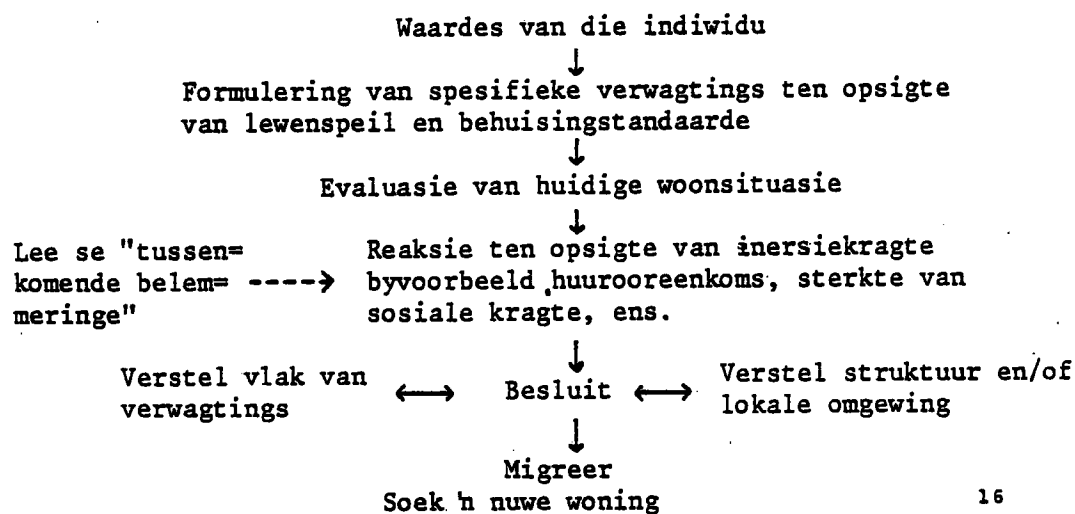 Waardes van die indiwidu
↓
Formulering van spesifieke verwagtings ten opsigte
van lewenspeil en behuisingstandaarde
↓
Evaluasie van huidige woonsituasie
↓
Lee se "tussen=
komende belem=
meringe"
---->
Reaksie ten opsigte van inersiekragte
byvoorbeeld huurooreenkoms, sterkte van
sosiale kragte, ens.
↓
Verstel vlak van
verwagtings
↔ Besluit ↔
Verstel struktuur en/of
lokale omgewing
↓
Migreer
Soek 'n nuwe woning
16